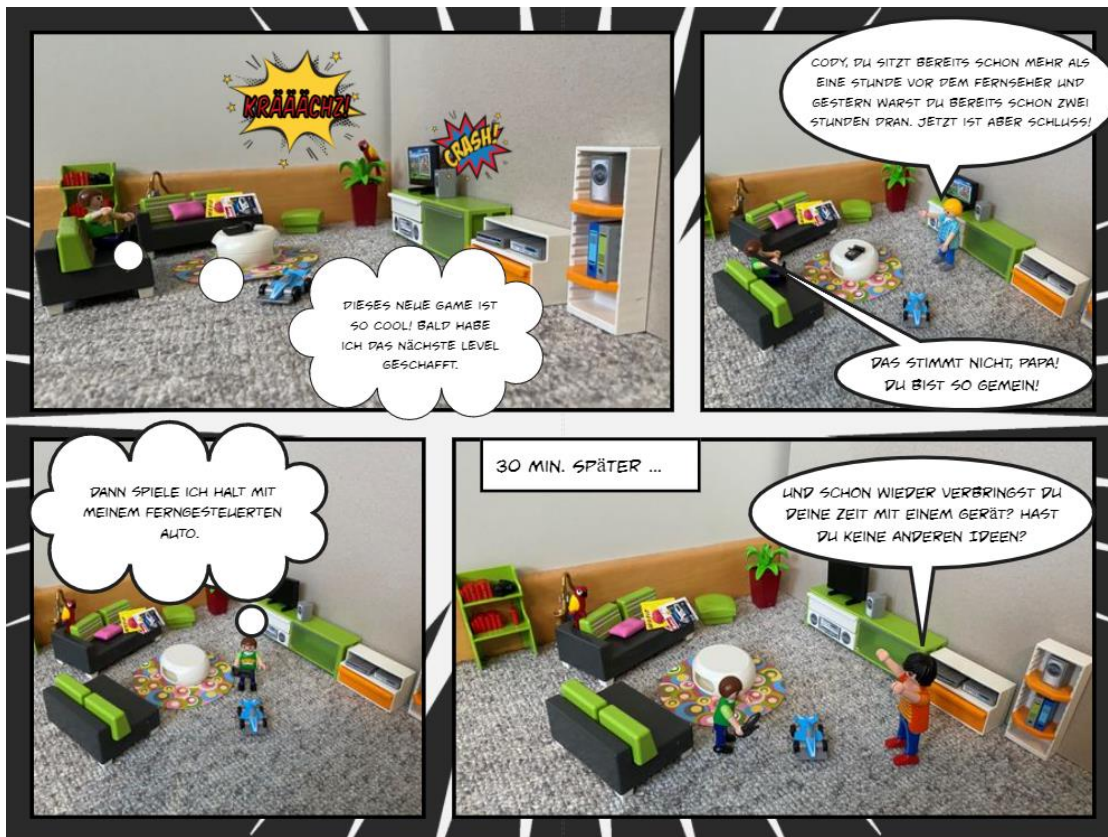 KRÄÄÄCHZ!
CRASH!
DIESES NEUE GAME IST
SO COOL! BALD HABE
ICH DAS NÄCHSTE LEVEL
GESCHAFFT.
CODY, DU SITZT BEREITS SCHON MEHR ALS
EINE STUNDE VOR DEM FERNSEHER UND
GESTERN WARST DU BEREITS SCHON ZWEI
STUNDEN DRAN. JETZT IST ABER SCHLUSS!
DAS STIMMT NICHT, PAPA!
DU BIST SO GEMEIN!
DANN SPIELE ICH HALT MIT
MEINEM FERNGESTEUERTEN
AUTO.
30 MIN. SPÄTER ...
UND SCHON WIEDER VERBRINGST DU
DEINE ZEIT MIT EINEM GERÄT? HAST
DU KEINE ANDEREN IDEEN?